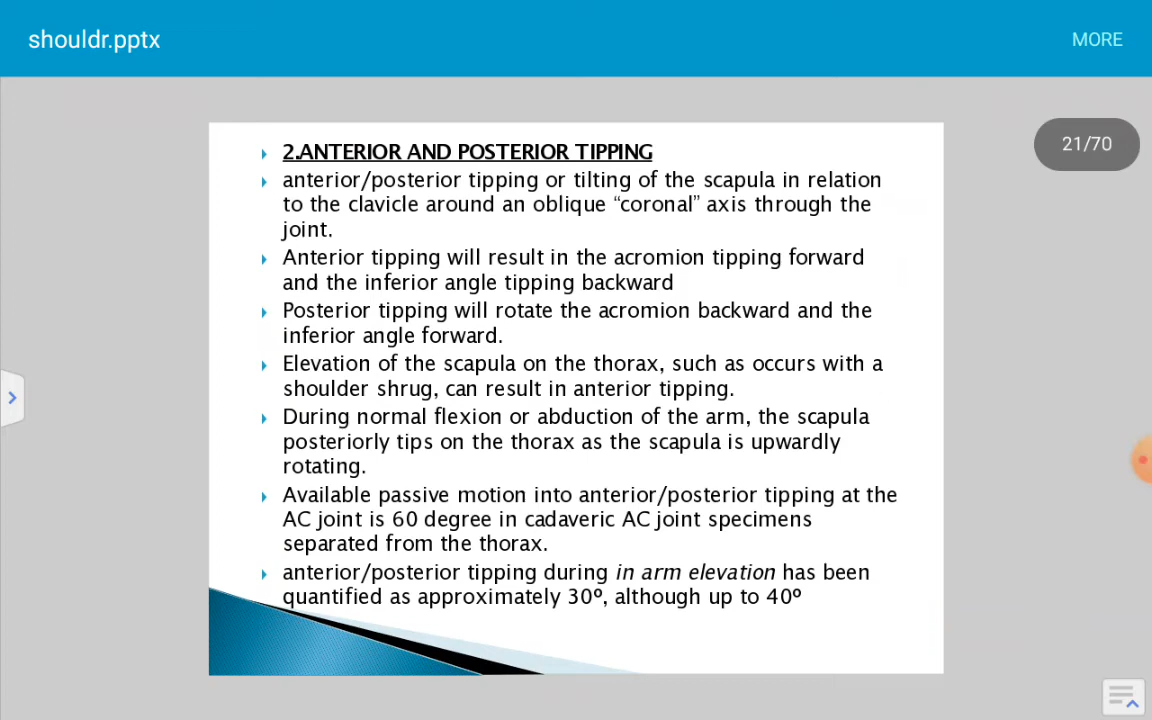 shouldr.pptx
MORE
21/70
2.ANTERIOR AND POSTERIOR TIPPING
anterior/posterior tipping or tilting of the scapula in relation
to the clavicle around an oblique “coronal” axis through the
joint.
Anterior tipping will result in the acromion tipping forward
and the inferior angle tipping backward
Posterior tipping will rotate the acromion backward and the
inferior angle forward.
Elevation of the scapula on the thorax, such as occurs with a
shoulder shrug, can result in anterior tipping.
During normal flexion or abduction of the arm, the scapula
posteriorly tips on the thorax as the scapula is upwardly
rotating.
Available passive motion into anterior/posterior tipping at the
AC joint is 60 degree in cadaveric AC joint specimens
separated from the thorax.
anterior/posterior tipping during in arm elevation has been
quantified as approximately 30º, although up to 40º